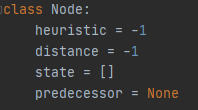 class Node:
    heuristic = -1
    distance = -1
    state = []
    predecessor = None